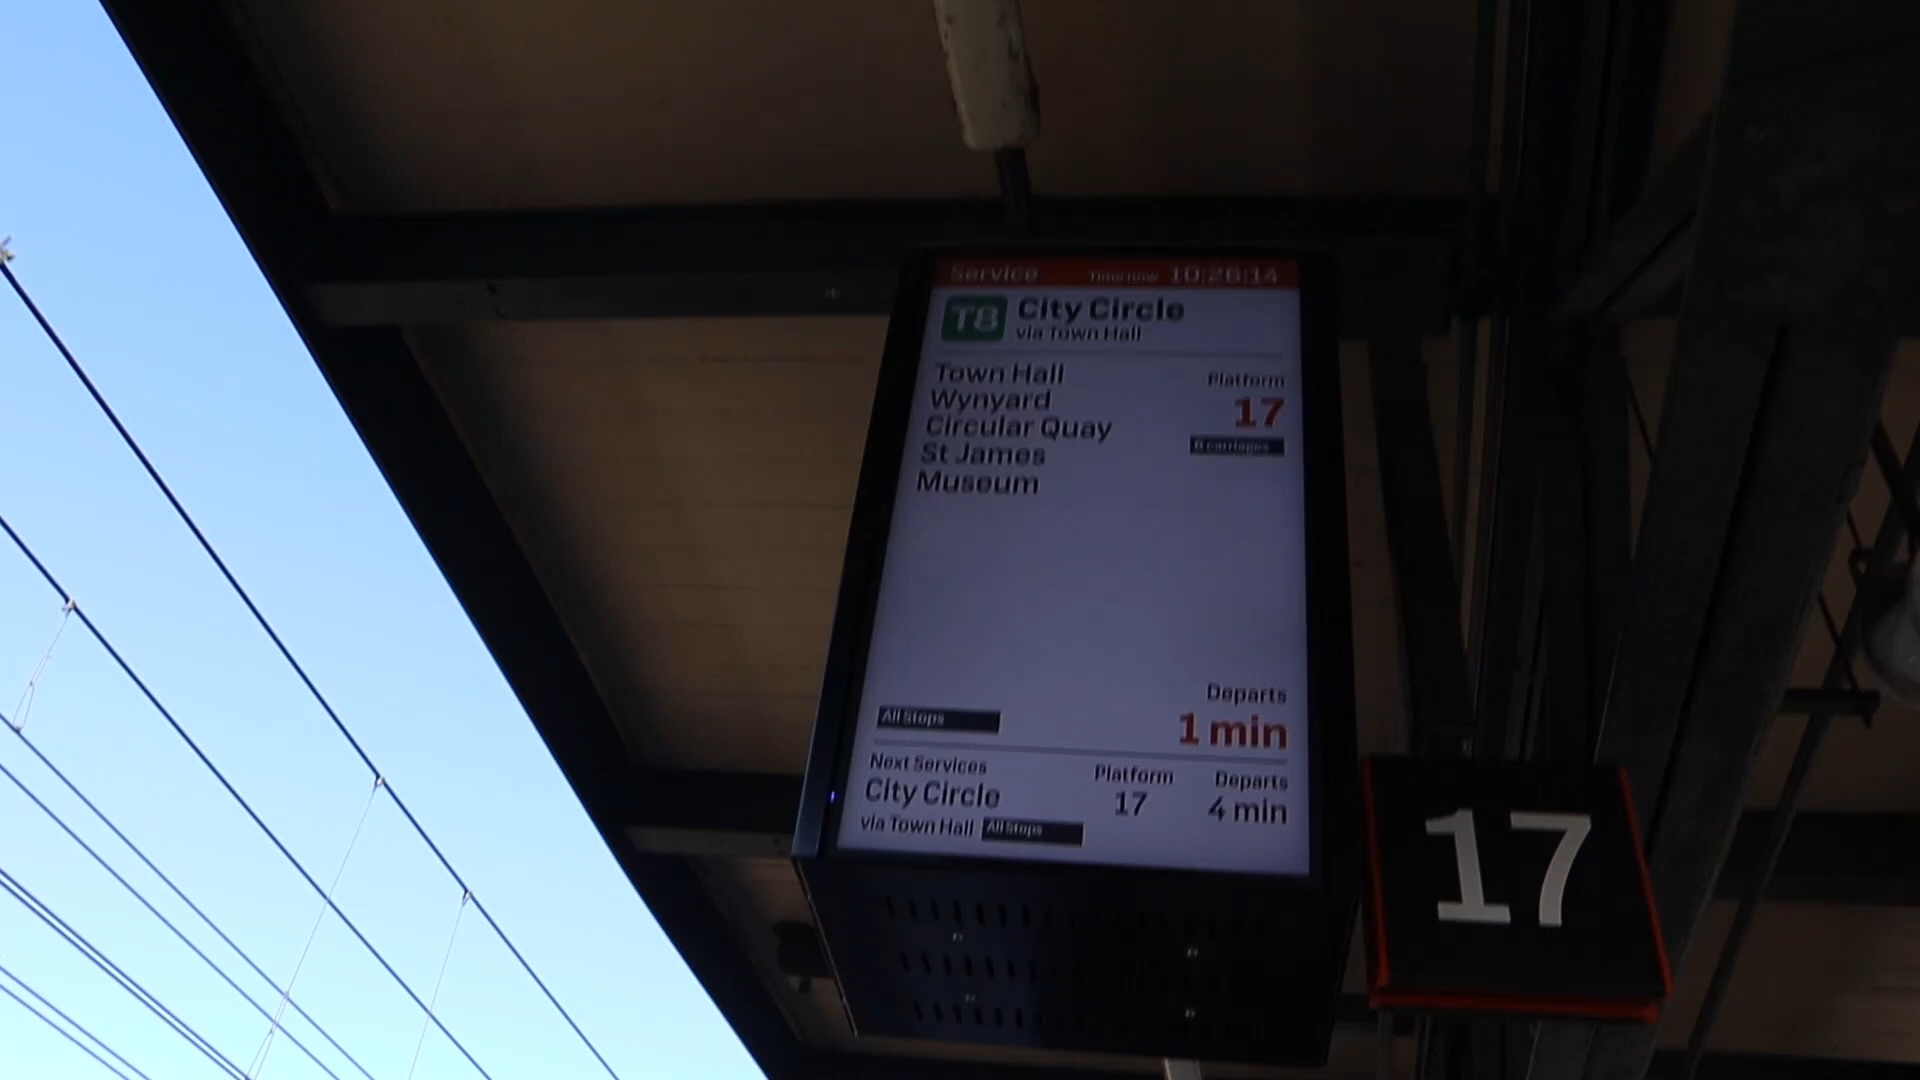 Service Time now 10:26:14
T8 City Circle
via Town Hall
Town Hall
Wynyard
Circular Quay
St James
Museum
Platform
17
8 carriages
All Stops
Departs
1 min
Next Services Platform Departs
City Circle 17 4 min
via Town Hall All Stops
17